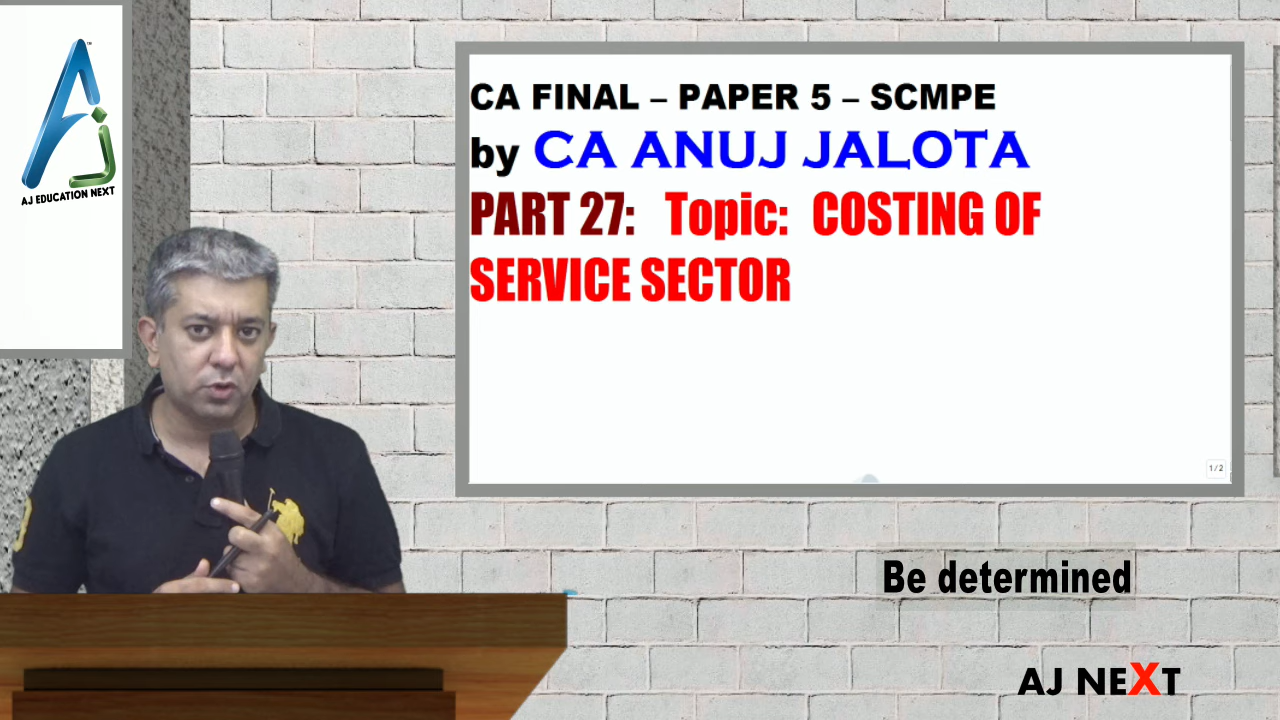 AJ EDUCATION NEXT
CA FINAL – PAPER 5 – SCMPE
by CA ANUJ JALOTA
PART 27: Topic: COSTING OF
SERVICE SECTOR
1/2
Be determined
AJ NEXT